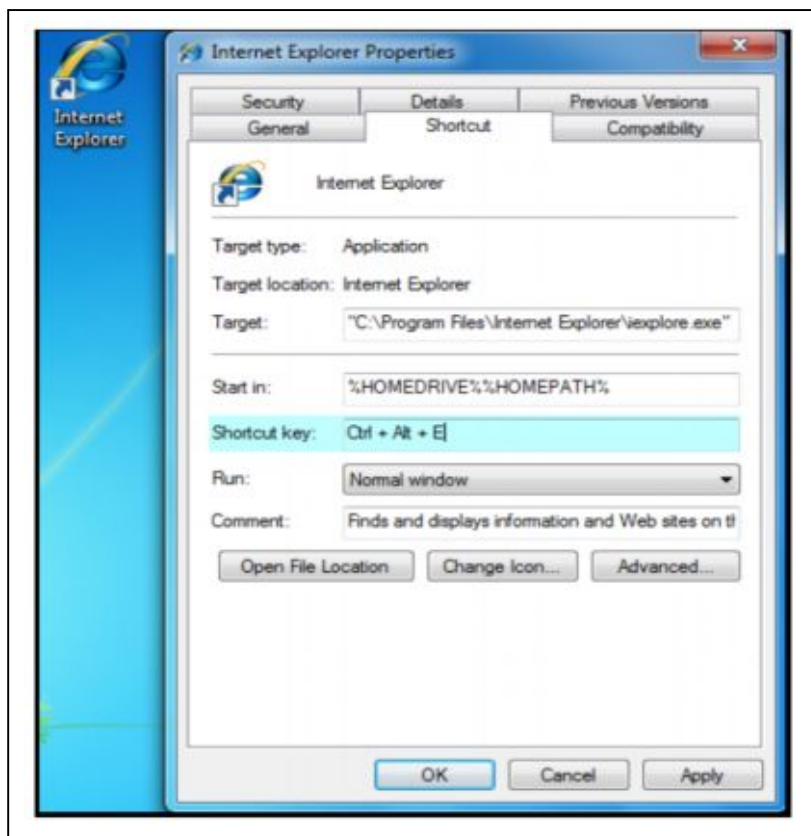 Internet
Explorer
Internet Explorer Properties
Security Details Previous Versions
General Shortcut Compatibility
Internet Explorer
Target type: Application
Target location: Internet Explorer
Target: "C:\Program Files\Internet Explorer\iexplore.exe"
Start in: %HOMEDRIVE%%HOMEPATH%
Shortcut key: Ctrl + Alt + E
Run: Normal window
Comment: Finds and displays information and Web sites on th
Open File Location Change Icon... Advanced...
OK Cancel Apply